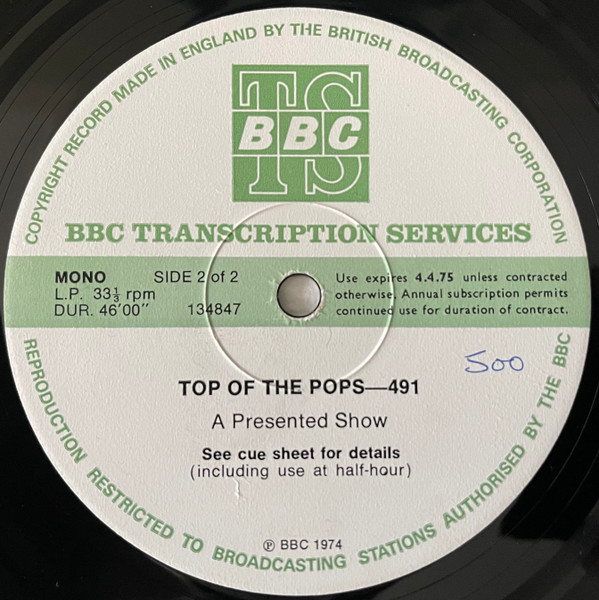 COPYRIGHT RECORD MADE IN ENGLAND BY THE BRITISH BROADCASTING CORPORATION
TS
BBC
BBC TRANSCRIPTION SERVICES
MONO SIDE 2 of 2
L.P. 33⅓ rpm
DUR. 46'00" 134847
Use expires 4.4.75 unless contracted
otherwise. Annual subscription permits
continued use for duration of contract.
500
TOP OF THE POPS—491
A Presented Show
See cue sheet for details
(including use at half-hour)
℗ BBC 1974
REPRODUCTION RESTRICTED TO BROADCASTING STATIONS AUTHORISED BY THE BBC